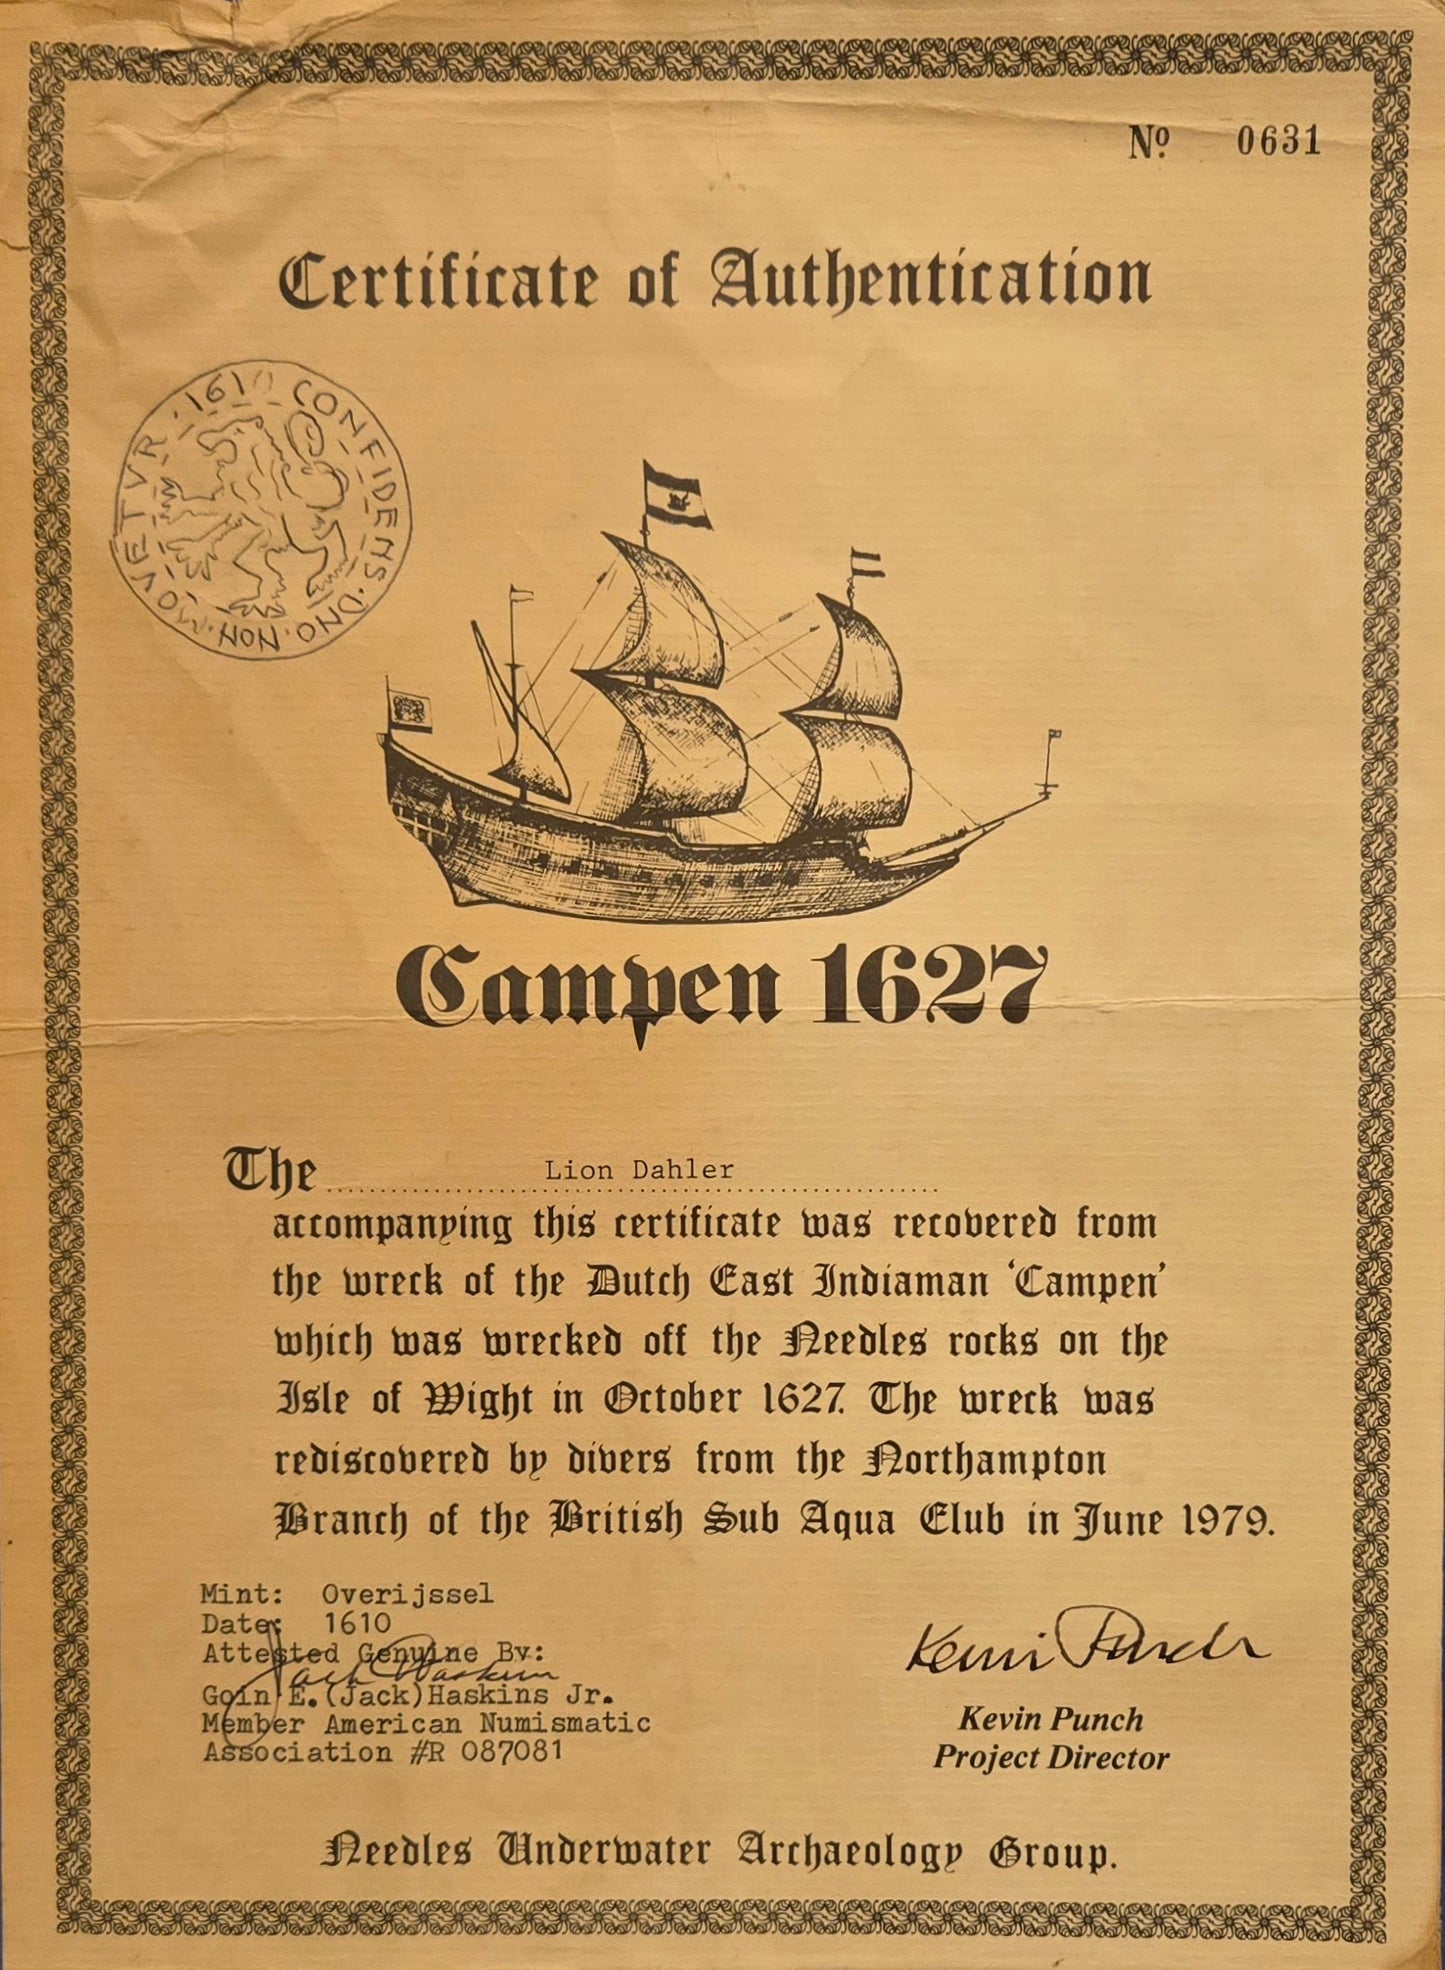 Nº 0631
Certificate of Authentication
·1610 CONFIDENS·DNO·NON·MOVETVR
Campen 1627
The Lion Dahler
accompanying this certificate was recovered from
the wreck of the Dutch East Indiaman 'Campen'
which was wrecked off the Needles rocks on the
Isle of Wight in October 1627. The wreck was
rediscovered by divers from the Northampton
Branch of the British Sub Aqua Club in June 1979.
Mint: Overijssel
Date: 1610
Attested Genuine By:
Jack Haskins
Goin E.(Jack)Haskins Jr.
Member American Numismatic
Association #R 087081
Kevin Punch
Kevin Punch
Project Director
Needles Underwater Archaeology Group.